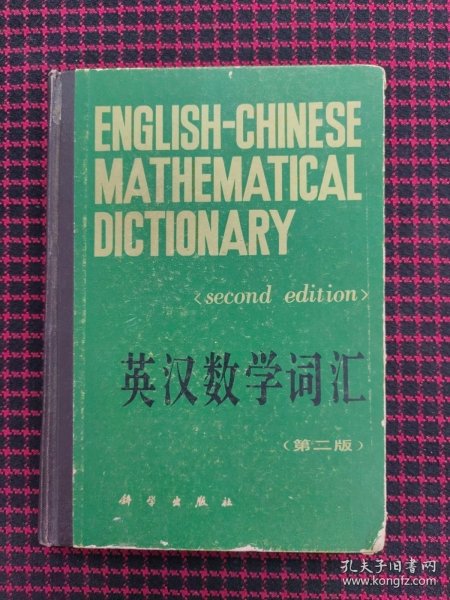 ENGLISH-CHINESE
MATHEMATICAL
DICTIONARY
<second edition>
英汉数学词汇
(第二版)
科学出版社
孔夫子旧书网
www.kongfz.com